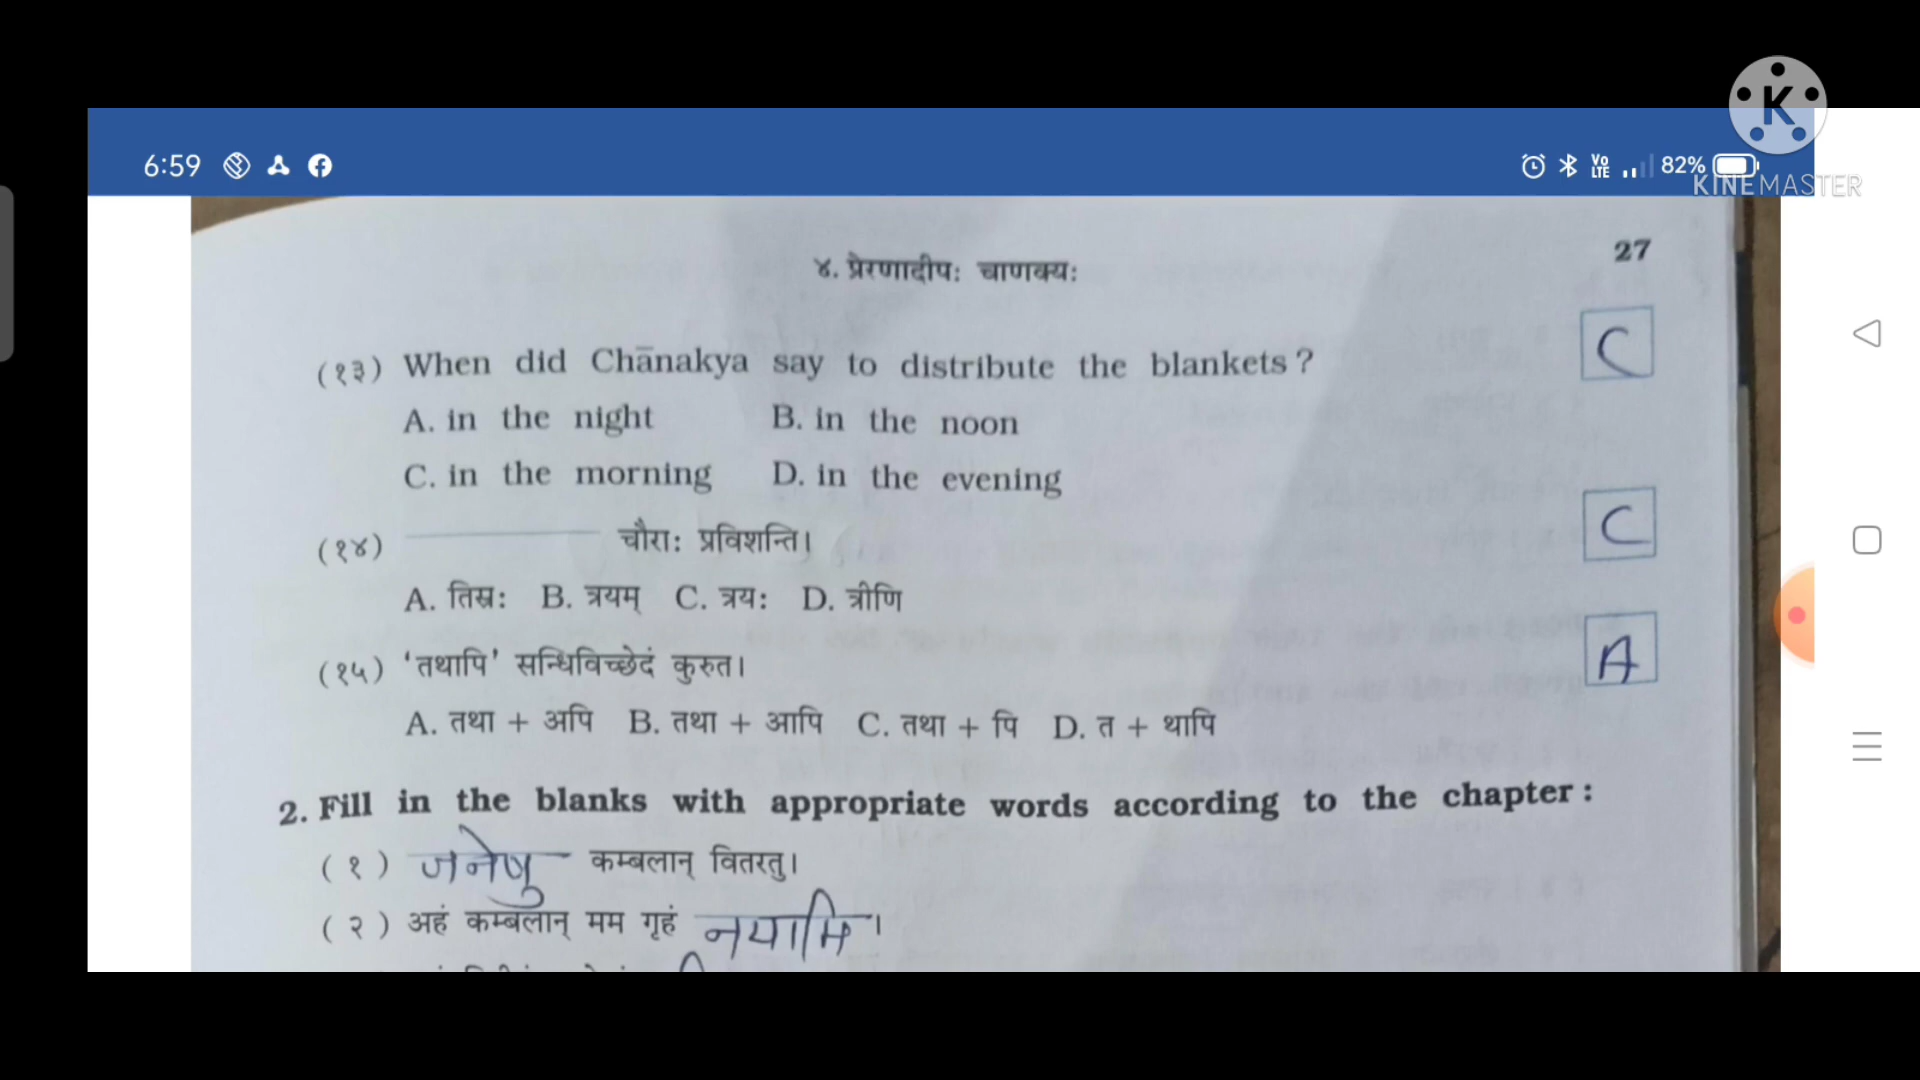 6:59
Vo LTE 82%
K
KINEMASTER
४. प्रेरणादीपः चाणक्यः
27
(१३) When did Chānakya say to distribute the blankets ? C
A. in the night B. in the noon
C. in the morning D. in the evening
(१४) चौराः प्रविशन्ति। C
A. तिस्रः B. त्रयम् C. त्रयः D. त्रीणि
(१५) 'तथापि' सन्धिविच्छेदं कुरुत। A
A. तथा + अपि B. तथा + आपि C. तथा + पि D. त + थापि
2. Fill in the blanks with appropriate words according to the chapter :
(१) जनेषु कम्बलान् वितरतु।
(२) अहं कम्बलान् मम गृहं नयामि ।